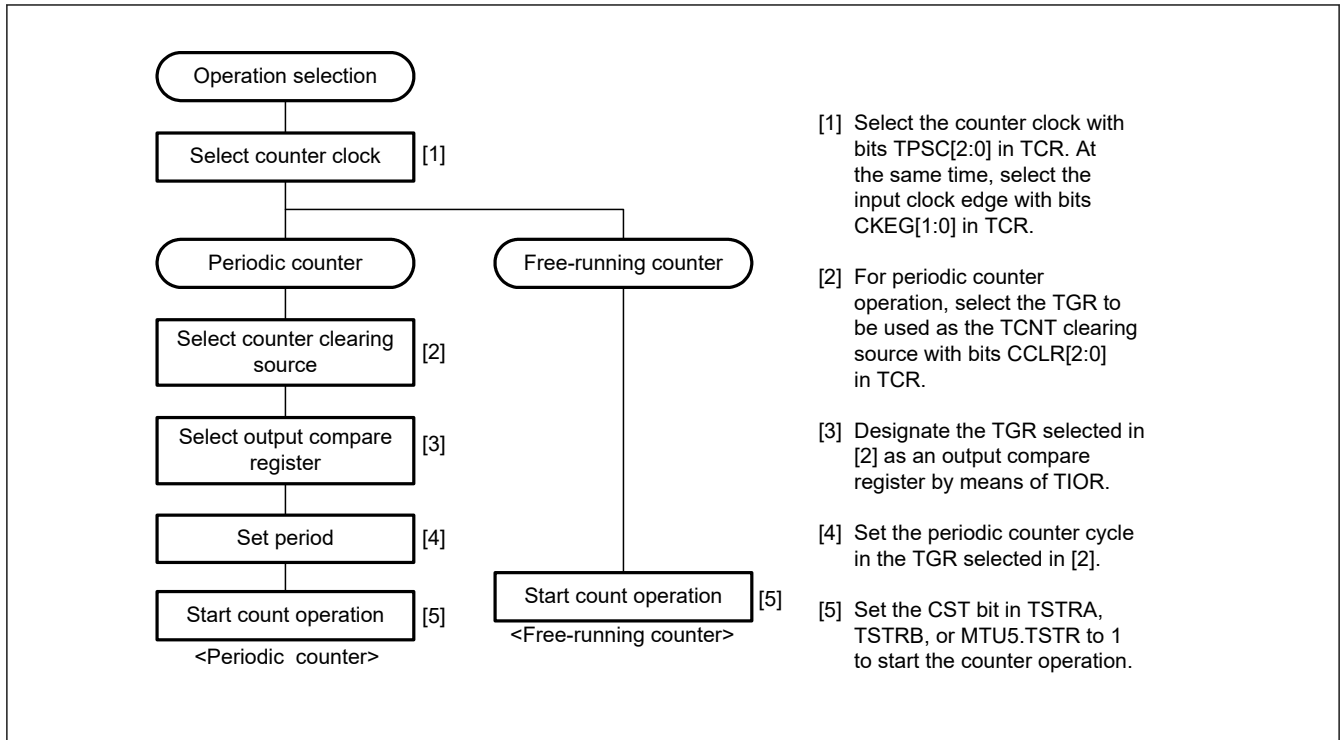 Operation selection
Select counter clock
[1]
Periodic counter
Free-running counter
Select counter clearing
source
[2]
Select output compare
register
[3]
Set period
[4]
Start count operation
[5]
<Periodic counter>
Start count operation
[5]
<Free-running counter>
[1] Select the counter clock with
bits TPSC[2:0] in TCR. At
the same time, select the
input clock edge with bits
CKEG[1:0] in TCR.
[2] For periodic counter
operation, select the TGR to
be used as the TCNT clearing
source with bits CCLR[2:0]
in TCR.
[3] Designate the TGR selected in
[2] as an output compare
register by means of TIOR.
[4] Set the periodic counter cycle
in the TGR selected in [2].
[5] Set the CST bit in TSTRA,
TSTRB, or MTU5.TSTR to 1
to start the counter operation.